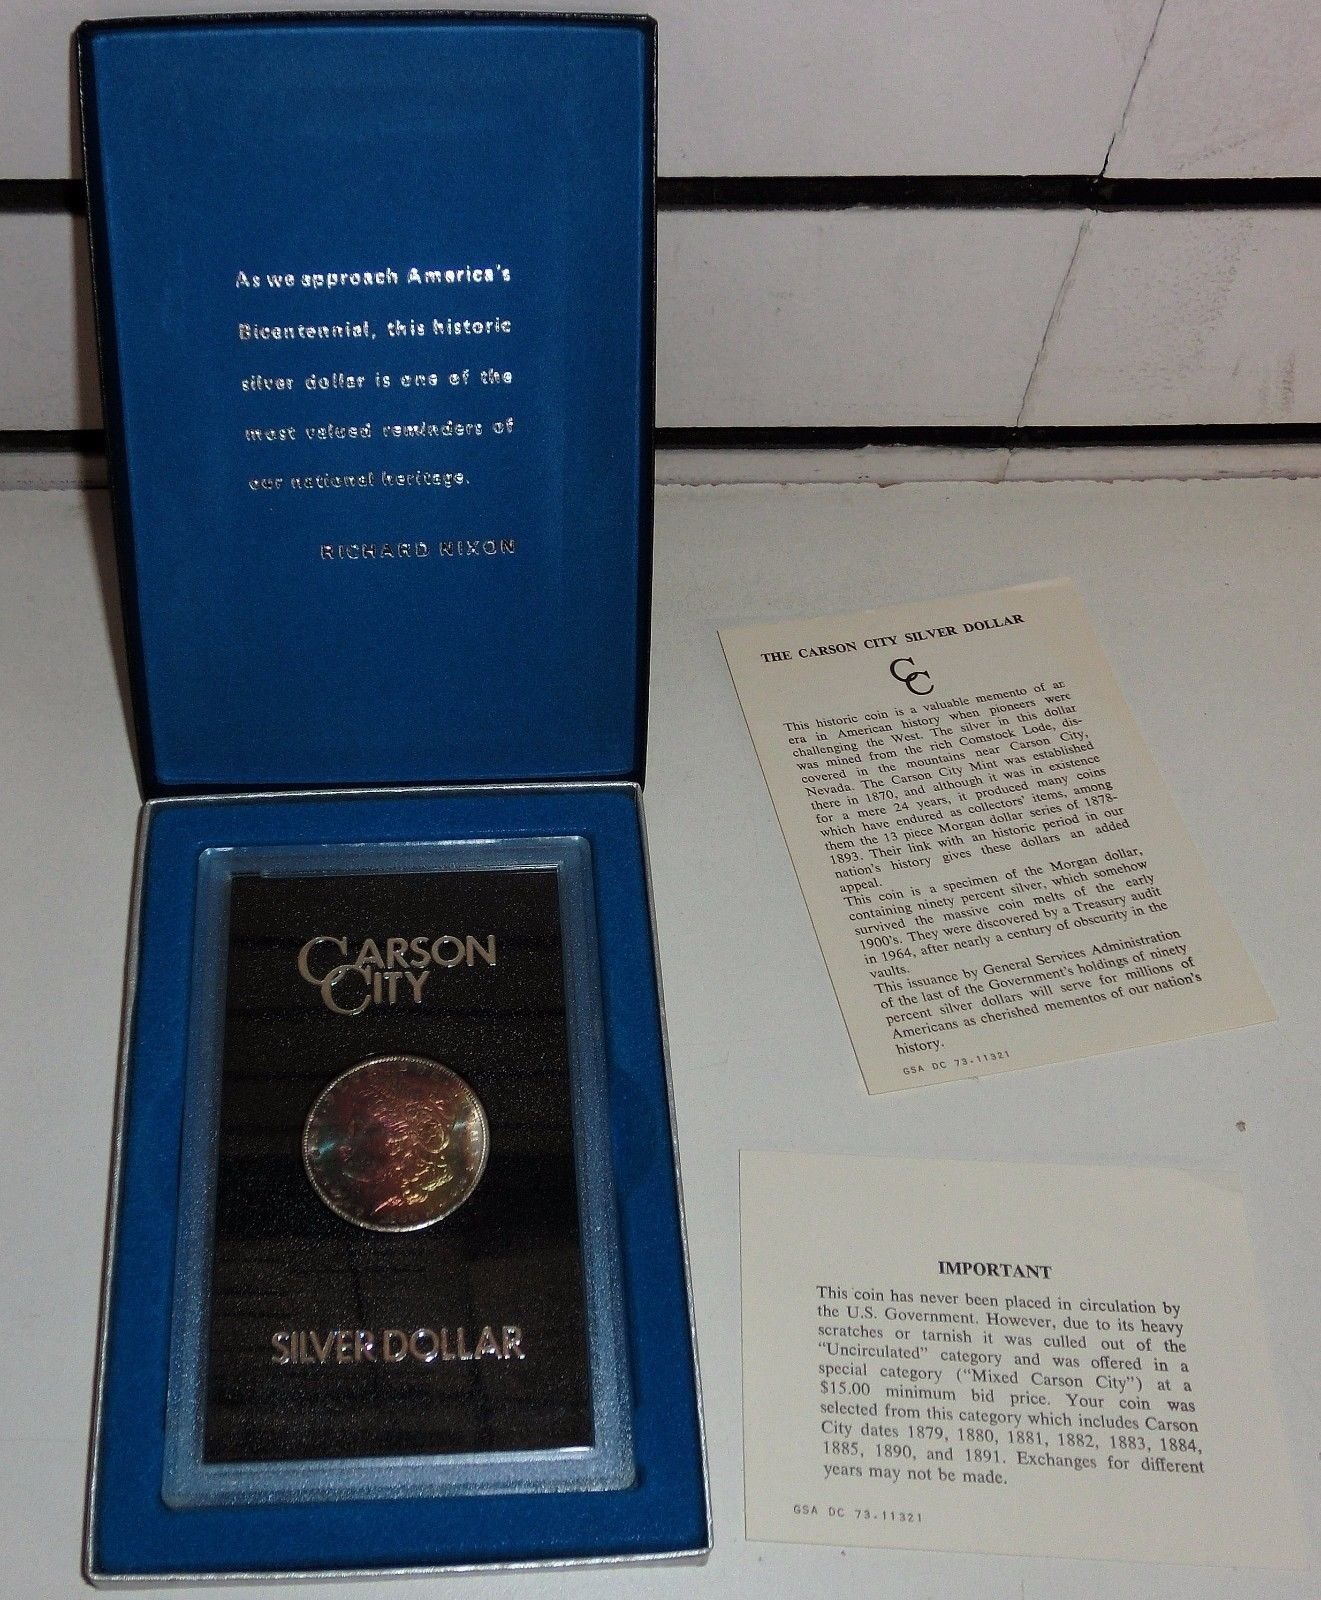 As we approach America's
Bicentennial, this historic
silver dollar is one of the
most valued reminders of
our national heritage.
RICHARD NIXON
CARSON
CITY
SILVER DOLLAR
THE CARSON CITY SILVER DOLLAR
CC
This historic coin is a valuable memento of an
era in American history when pioneers were
challenging the West. The silver in this dollar
was mined from the rich Comstock Lode, dis-
covered in the mountains near Carson City,
Nevada. The Carson City Mint was established
there in 1870, and although it was in existence
for a mere 24 years, it produced many coins
which have endured as collectors' items, among
them the 13 piece Morgan dollar series of 1878-
1893. Their link with an historic period in our
nation's history gives these dollars an added
appeal.
This coin is a specimen of the Morgan dollar,
containing ninety percent silver, which somehow
survived the massive coin melts of the early
1900's. They were discovered by a Treasury audit
in 1964, after nearly a century of obscurity in the
vaults.
This issuance by General Services Administration
of the last of the Government's holdings of ninety
percent silver dollars will serve for millions of
Americans as cherished mementos of our nation's
history.
GSA DC 73.11321
IMPORTANT
This coin has never been placed in circulation by
the U.S. Government. However, due to its heavy
scratches or tarnish it was culled out of the
"Uncirculated" category and was offered in a
special category ("Mixed Carson City") at a
$15.00 minimum bid price. Your coin was
selected from this category which includes Carson
City dates 1879, 1880, 1881, 1882, 1883, 1884,
1885, 1890, and 1891. Exchanges for different
years may not be made.
GSA DC 73.11321